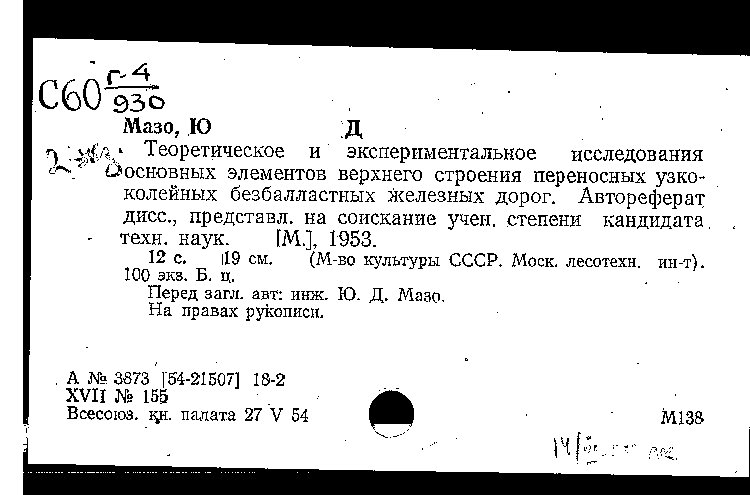 С60 г-4
930
Мазо, Ю Д
2
Теоретическое и экспериментальное исследования
основных элементов верхнего строения переносных узко-
колейных безбалластных железных дорог. Автореферат
дисс., представл. на соискание учен. степени кандидата
техн. наук. [М.], 1953.
12 с. 19 см. (М-во культуры СССР. Моск. лесотехн. ин-т).
100 экз. Б. ц.
Перед загл. авт: инж. Ю. Д. Мазо.
На правах рукописи.
А № 3873 [54-21507] 18-2
XVII № 155
Всесоюз. кн. палата 27 V 54
М138
14/